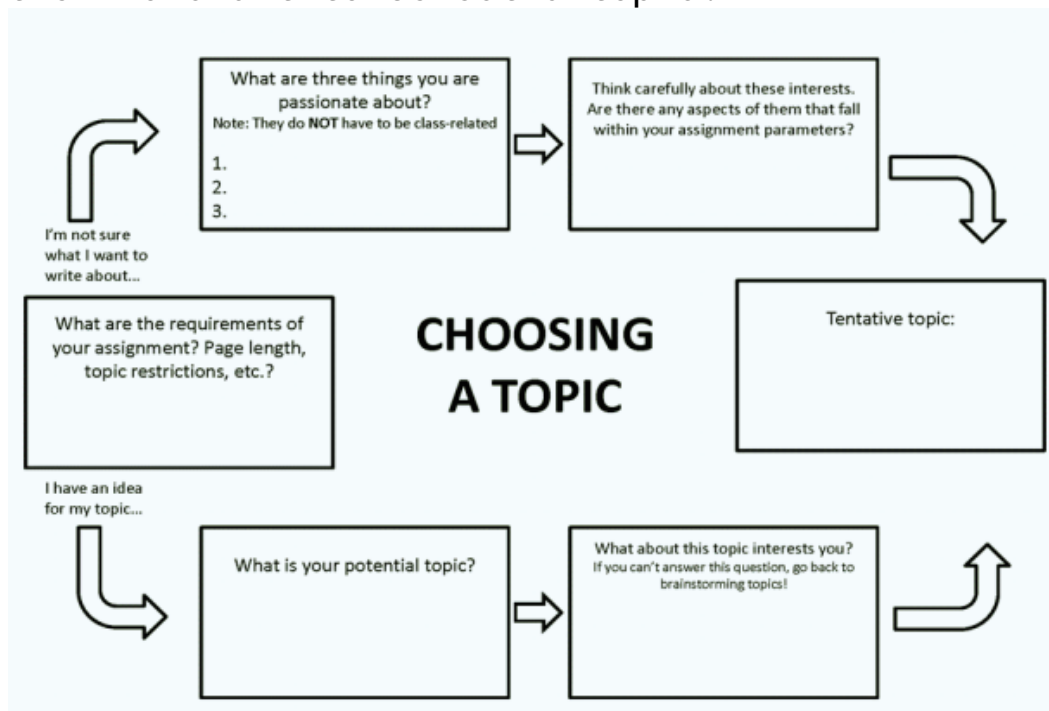 What are three things you are
passionate about?
Note: They do NOT have to be class-related
1.
2.
3.
Think carefully about these interests.
Are there any aspects of them that fall
within your assignment parameters?
I'm not sure
what I want to
write about...
What are the requirements of
your assignment? Page length,
topic restrictions, etc.?
CHOOSING
A TOPIC
Tentative topic:
I have an idea
for my topic...
What is your potential topic?
What about this topic interests you?
If you can't answer this question, go back to
brainstorming topics!